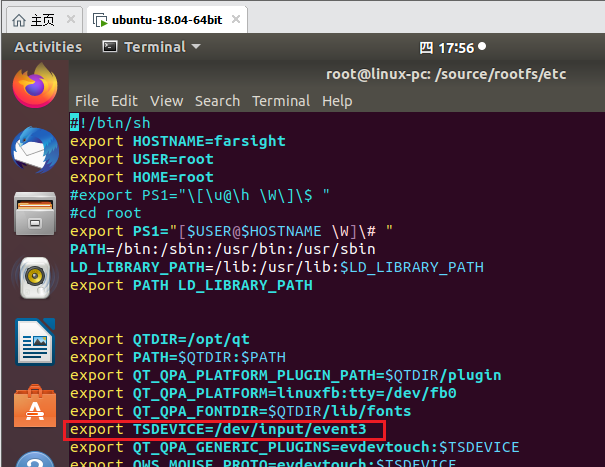 主页
ubuntu-18.04-64bit
Activities
Terminal
四 17:56
root@linux-pc: /source/rootfs/etc
File Edit View Search Terminal Help
#!/bin/sh
export HOSTNAME=farsight
export USER=root
export HOME=root
#export PS1="\[\u@\h \W\]\$ "
#cd root
export PS1="[$USER@$HOSTNAME \W]\# "
PATH=/bin:/sbin:/usr/bin:/usr/sbin
LD_LIBRARY_PATH=/lib:/usr/lib:$LD_LIBRARY_PATH
export PATH LD_LIBRARY_PATH
export QTDIR=/opt/qt
export PATH=$QTDIR:$PATH
export QT_QPA_PLATFORM_PLUGIN_PATH=$QTDIR/plugin
export QT_QPA_PLATFORM=linuxfb:tty=/dev/fb0
export QT_QPA_FONTDIR=$QTDIR/lib/fonts
export TSDEVICE=/dev/input/event3
export QT_QPA_GENERIC_PLUGINS=evdevtouch:$TSDEVICE
export QWS_MOUSE_PROTO=evdevtouch:$TSDEVICE